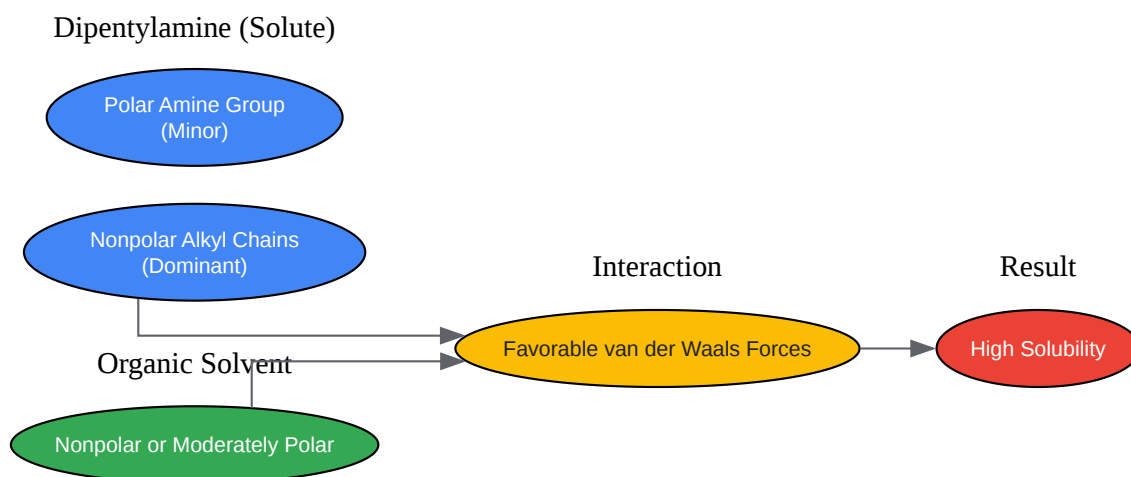 Dipentylamine (Solute)
Polar Amine Group
(Minor)
Nonpolar Alkyl Chains
(Dominant)
Organic Solvent
Nonpolar or Moderately Polar
Interaction
Favorable van der Waals Forces
Result
High Solubility